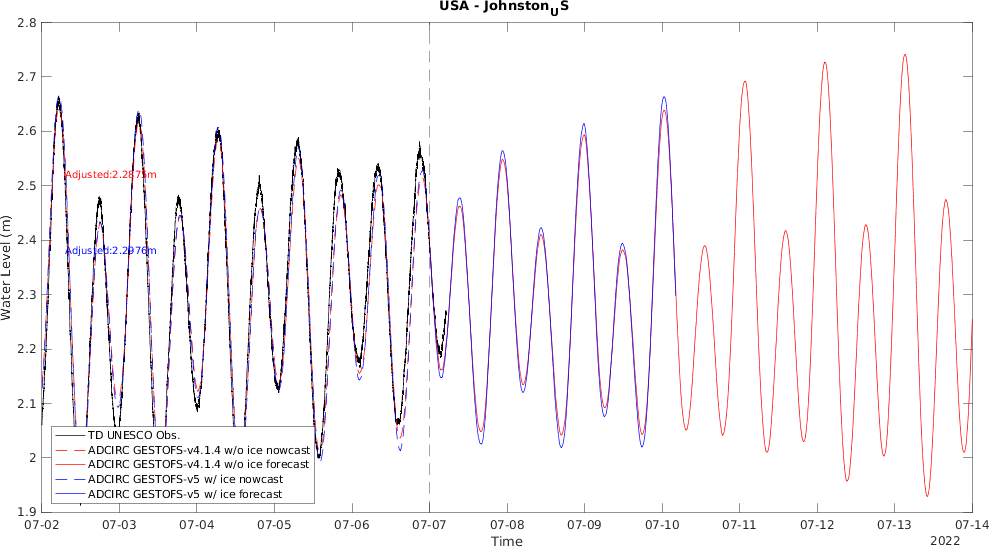 USA - Johnston_US
2.8
2.7
2.6
2.5
2.4
2.3
2.2
2.1
2
1.9
Water Level (m)
Adjusted:2.2875m
Adjusted:2.2976m
TD UNESCO Obs.
ADCIRC GESTOFS-v4.1.4 w/o ice nowcast
ADCIRC GESTOFS-v4.1.4 w/o ice forecast
ADCIRC GESTOFS-v5 w/ ice nowcast
ADCIRC GESTOFS-v5 w/ ice forecast
07-02 07-03 07-04 07-05 07-06 07-07 07-08 07-09 07-10 07-11 07-12 07-13 07-14
Time
2022